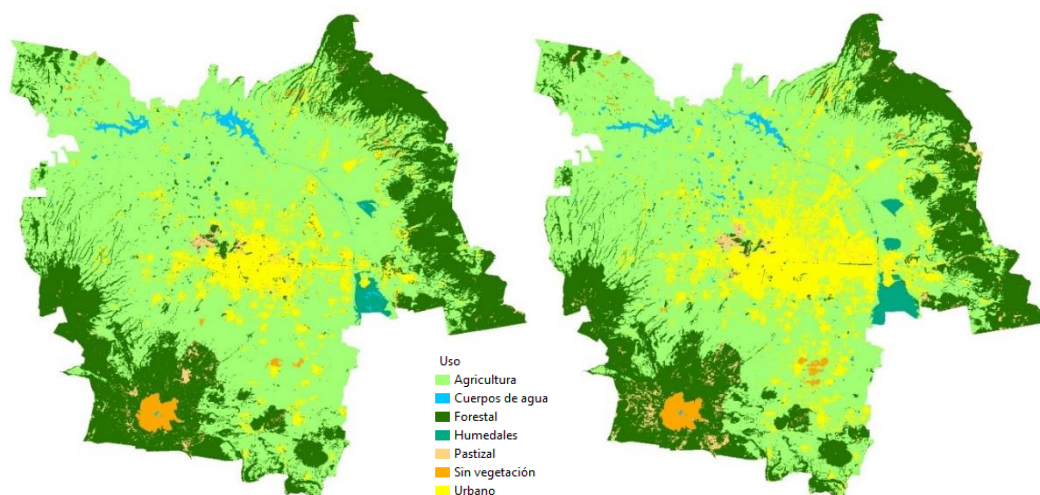 Uso
Agricultura
Cuerpos de agua
Forestal
Humedales
Pastizal
Sin vegetación
Urbano